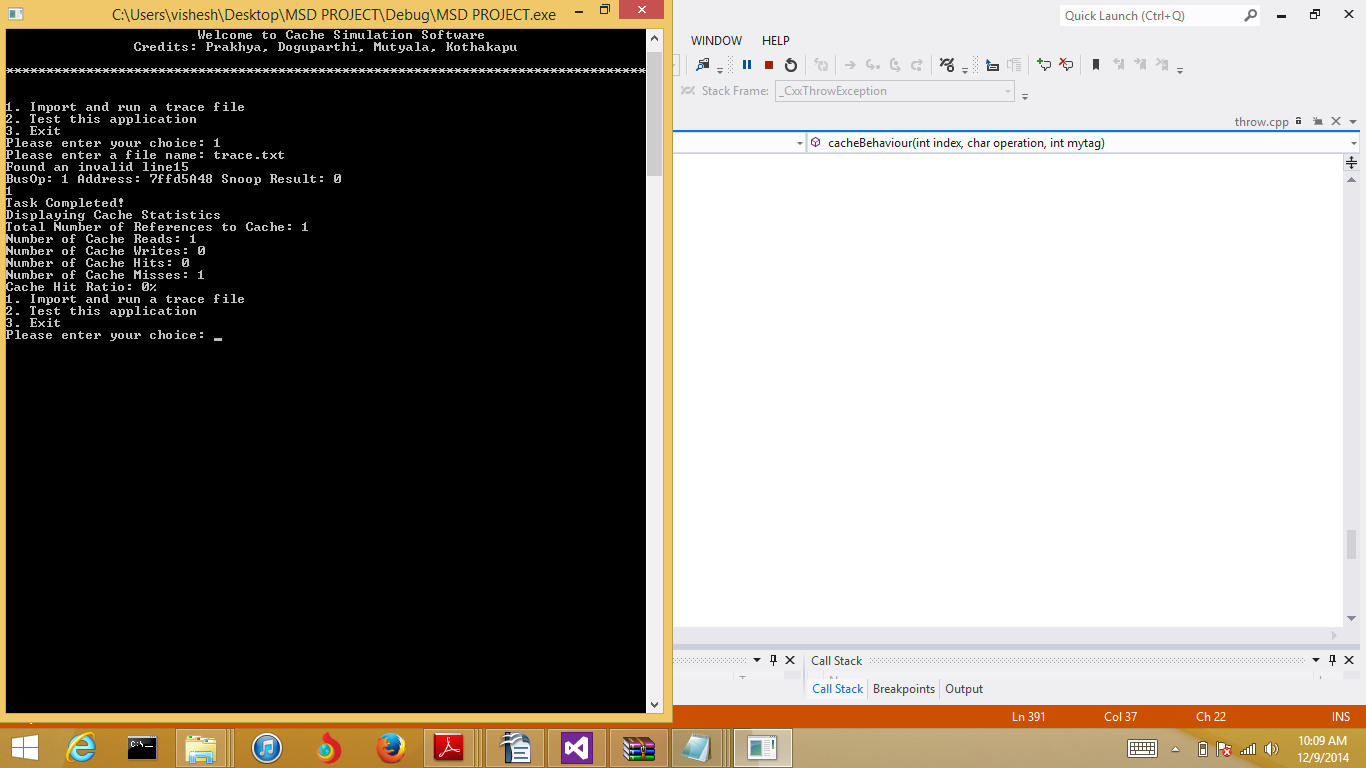 C:\Users\vishesh\Desktop\MSD PROJECT\Debug\MSD PROJECT.exe
Welcome to Cache Simulation Software
Credits: Prakhya, Doguparthi, Mutyala, Kothakapu
********************************************************************************
1. Import and run a trace file
2. Test this application
3. Exit
Please enter your choice: 1
Please enter a file name: trace.txt
Found an invalid line15
BusOp: 1 Address: 7ffd5A48 Snoop Result: 0
1
Task Completed!
Displaying Cache Statistics
Total Number of References to Cache: 1
Number of Cache Reads: 1
Number of Cache Writes: 0
Number of Cache Hits: 0
Number of Cache Misses: 1
Cache Hit Ratio: 0%
1. Import and run a trace file
2. Test this application
3. Exit
Please enter your choice: _
Quick Launch (Ctrl+Q)
WINDOW HELP
Stack Frame: _CxxThrowException
throw.cpp
cacheBehaviour(int index, char operation, int mytag)
Call Stack
Call Stack Breakpoints Output
Ln 391 Col 37 Ch 22 INS
C:\_
10:09 AM
12/9/2014